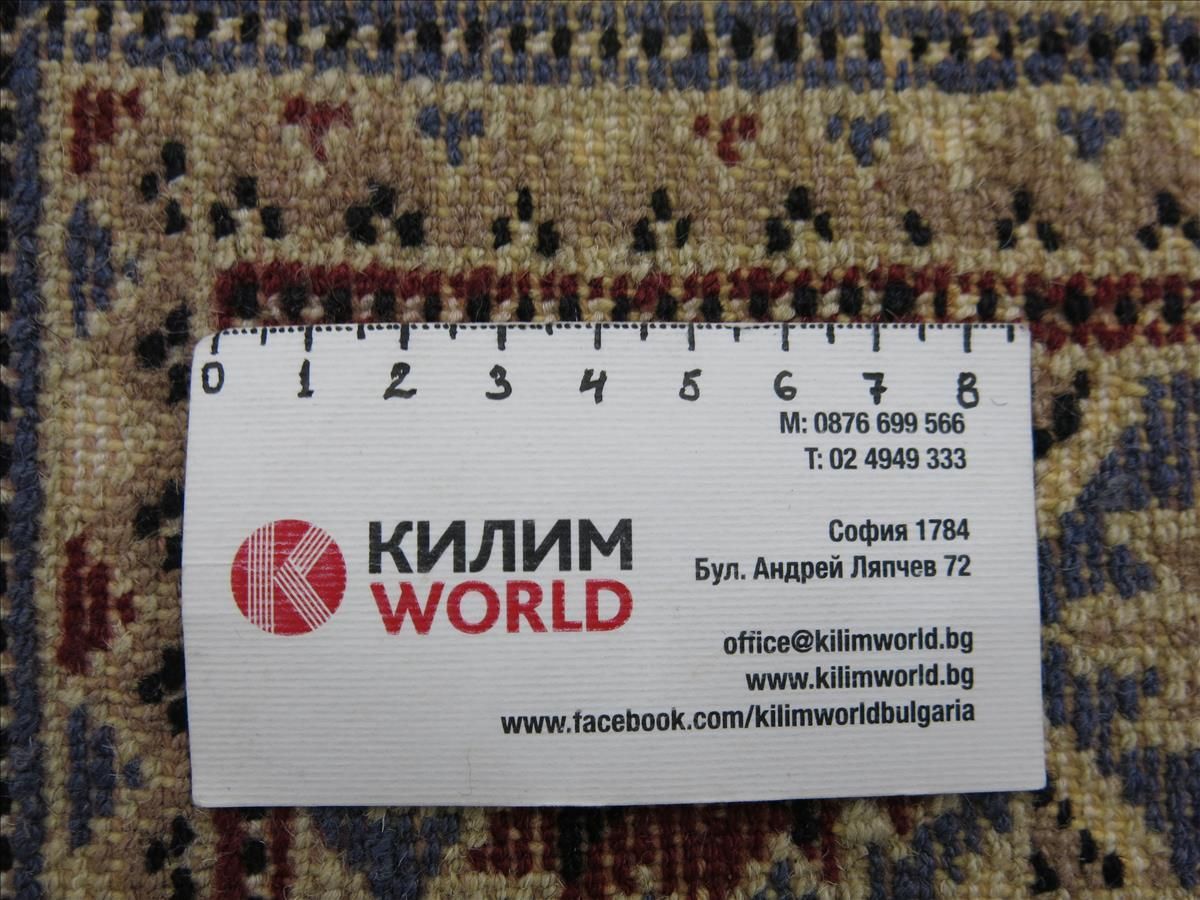 0 1 2 3 4 5 6 7 8
M: 0876 699 566
T: 02 4949 333
КИЛИМ
WORLD
София 1784
Бул. Андрей Ляпчев 72
office@kilimworld.bg
www.kilimworld.bg
www.facebook.com/kilimworldbulgaria